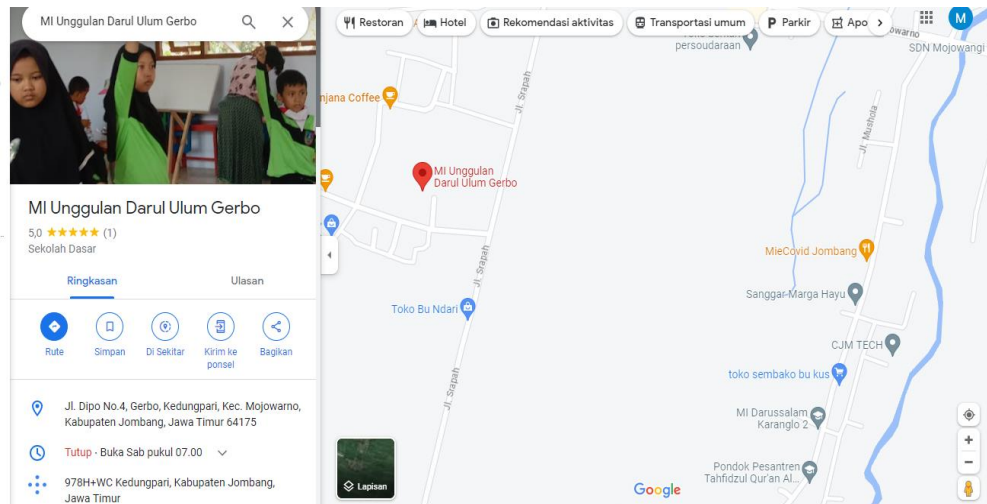 MI Unggulan Darul Ulum Gerbo
MI Unggulan Darul Ulum Gerbo
5,0 ★★★★★ (1)
Sekolah Dasar
Ringkasan
Ulasan
Rute
Simpan
Di Sekitar
Kirim ke
ponsel
Bagikan
Jl. Dipo No.4, Gerbo, Kedungpari, Kec. Mojowarno,
Kabupaten Jombang, Jawa Timur 64175
Tutup · Buka Sab pukul 07.00
978H+WC Kedungpari, Kabupaten Jombang,
Jawa Timur
Restoran
Hotel
Rekomendasi aktivitas
Transportasi umum
P Parkir
Apo
M
persoudaraan
SDN Mojowangi
njana Coffee
Jl. Srapah
Jl. Mushola
MI Unggulan
Darul Ulum Gerbo
Jl. Srapah
MieCovid Jombang
Sanggar Marga Hayu
Toko Bu Ndari
CJM TECH
toko sembako bu kus
Jl. Srapah
MI Darussalam
Karanglo 2
Pondok Pesantren
Tahfidzul Qur'an Al...
Lapisan
Google